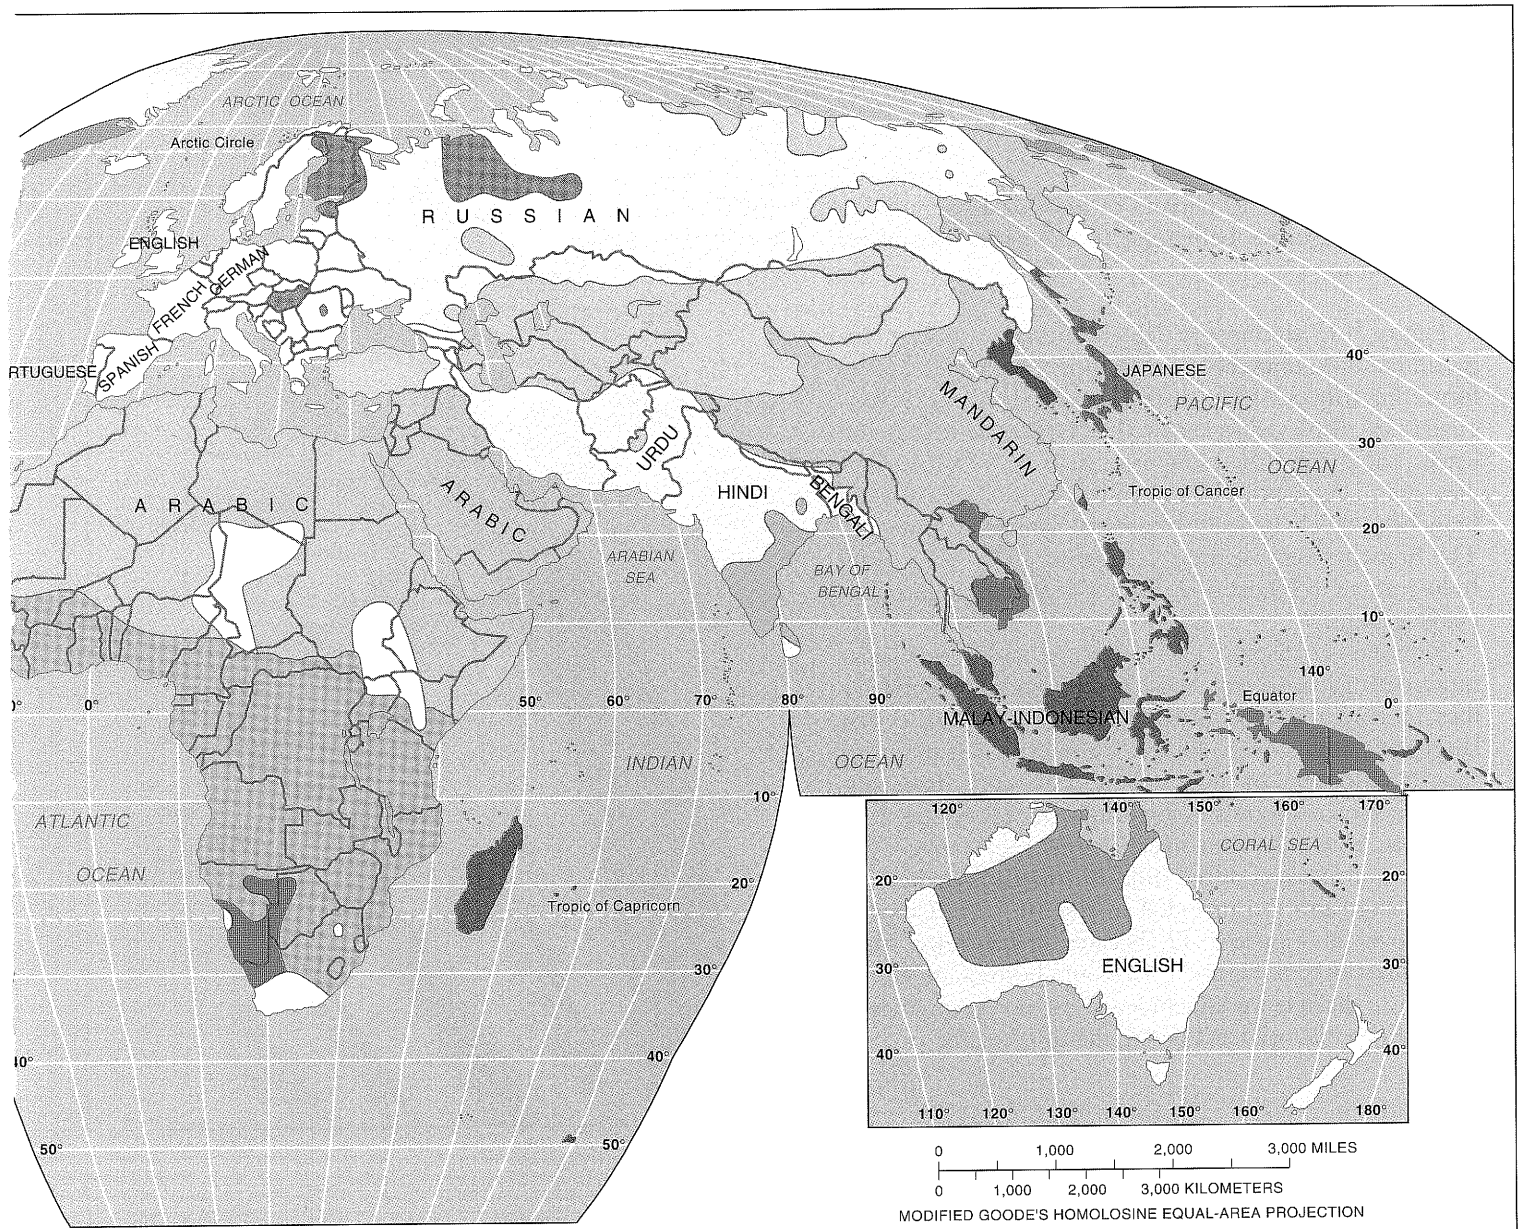 ARCTIC OCEAN
Arctic Circle
RUSSIAN
ENGLISH
GERMAN
FRENCH
SPANISH
RTUGUESE
40°
JAPANESE
PACIFIC
MANDARIN
30°
OCEAN
URDU
HINDI
BENGALI
Tropic of Cancer
ARABIC
ARABIC
20°
ARABIAN
SEA
BAY OF
BENGAL
10°
140°
Equator
0°
0°
0°
50°
60°
70°
80°
90°
MALAY-INDONESIAN
INDIAN
OCEAN
10°
ATLANTIC
OCEAN
20°
Tropic of Capricorn
30°
40°
40°
50°
50°
120°
140°
150°
160°
170°
CORAL SEA
20°
20°
ENGLISH
30°
30°
40°
40°
110°
120°
130°
140°
150°
160°
180°
0 1,000 2,000 3,000 MILES
0 1,000 2,000 3,000 KILOMETERS
MODIFIED GOODE'S HOMOLOSINE EQUAL-AREA PROJECTION